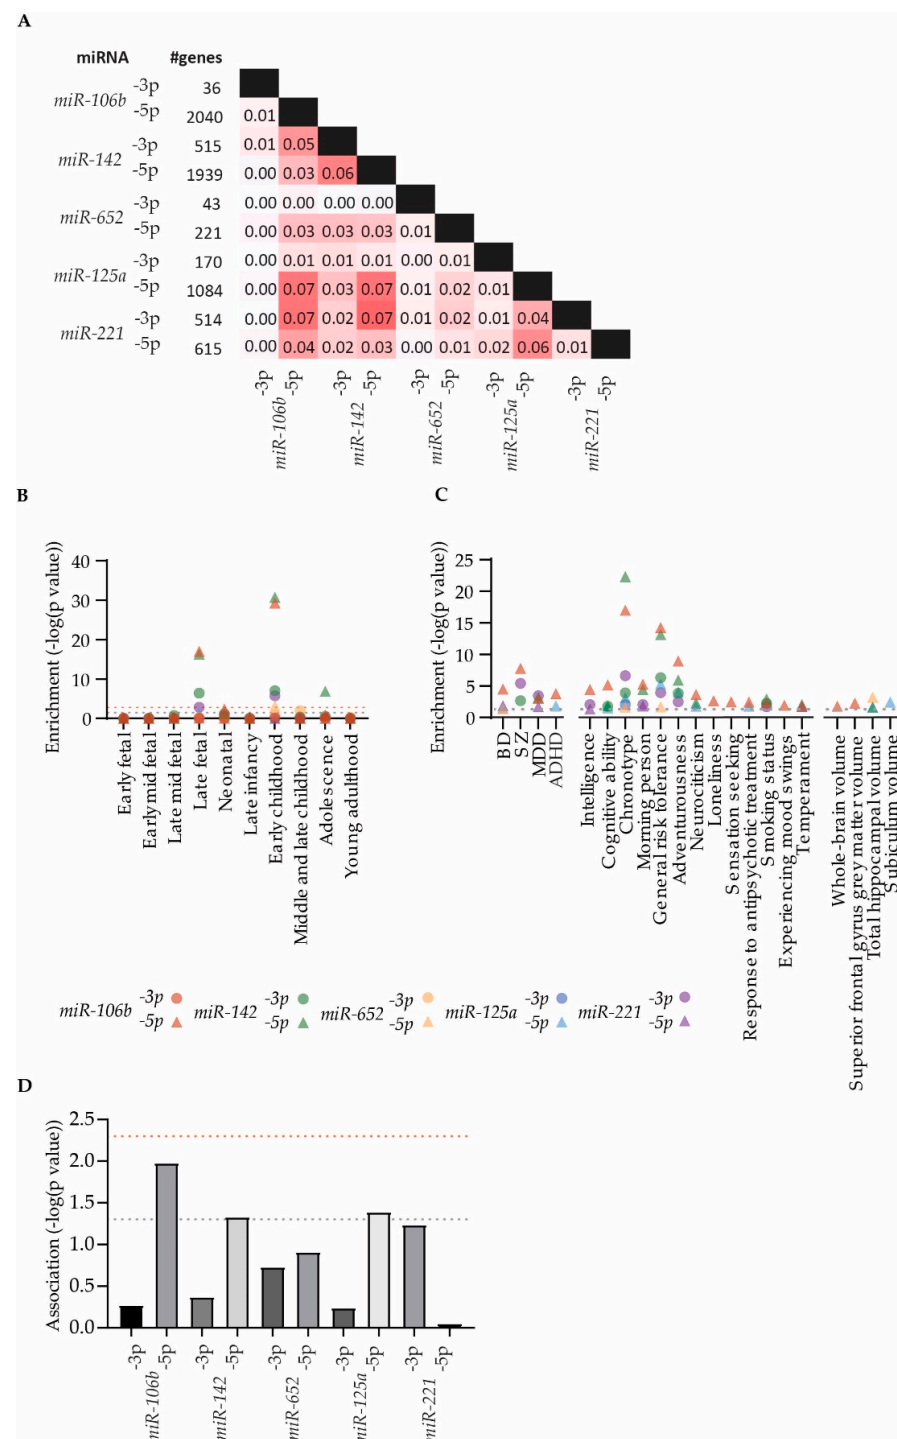 A
miRNA #genes
miR-106b -3p 36
-5p 2040 0.01
miR-142 -3p 515 0.01 0.05
-5p 1939 0.00 0.03 0.06
miR-652 -3p 43 0.00 0.00 0.00 0.00
-5p 221 0.00 0.03 0.03 0.03 0.01
miR-125a -3p 170 0.00 0.01 0.01 0.01 0.00 0.01
-5p 1084 0.00 0.07 0.03 0.07 0.01 0.02 0.01
miR-221 -3p 514 0.00 0.07 0.02 0.07 0.01 0.02 0.01 0.04
-5p 615 0.00 0.04 0.02 0.03 0.00 0.01 0.02 0.06 0.01
-3p -5p -3p -5p -3p -5p -3p -5p -3p -5p
miR-106b miR-142 miR-652 miR-125a miR-221
B
Enrichment (-log(p value))
40
30
20
10
0
Early fetal
Early mid fetal
Late mid fetal
Late fetal
Neonatal
Late infancy
Early childhood
Middle and late childhood
Adolescence
Young adulthood
C
Enrichment (-log(p value))
25
20
15
10
5
0
BD
SZ
MDD
ADHD
Intelligence
Cognitive ability
Chronotype
Morning person
General risk tolerance
Adventurousness
Neuroticism
Loneliness
Sensation seeking
Response to antipsychotic treatment
Smoking status
Experiencing mood swings
Temperament
Whole-brain volume
Superior frontal gyrus grey matter volume
Total hippocampal volume
Subiculum volume
miR-106b -3p miR-142 -3p miR-652 -3p miR-125a -3p miR-221 -3p
-5p -5p -5p -5p -5p
D
Association (-log(p value))
2.5
2.0
1.5
1.0
0.5
0.0
-3p -5p -3p -5p -3p -5p -3p -5p -3p -5p
miR-106b miR-142 miR-652 miR-125a miR-221